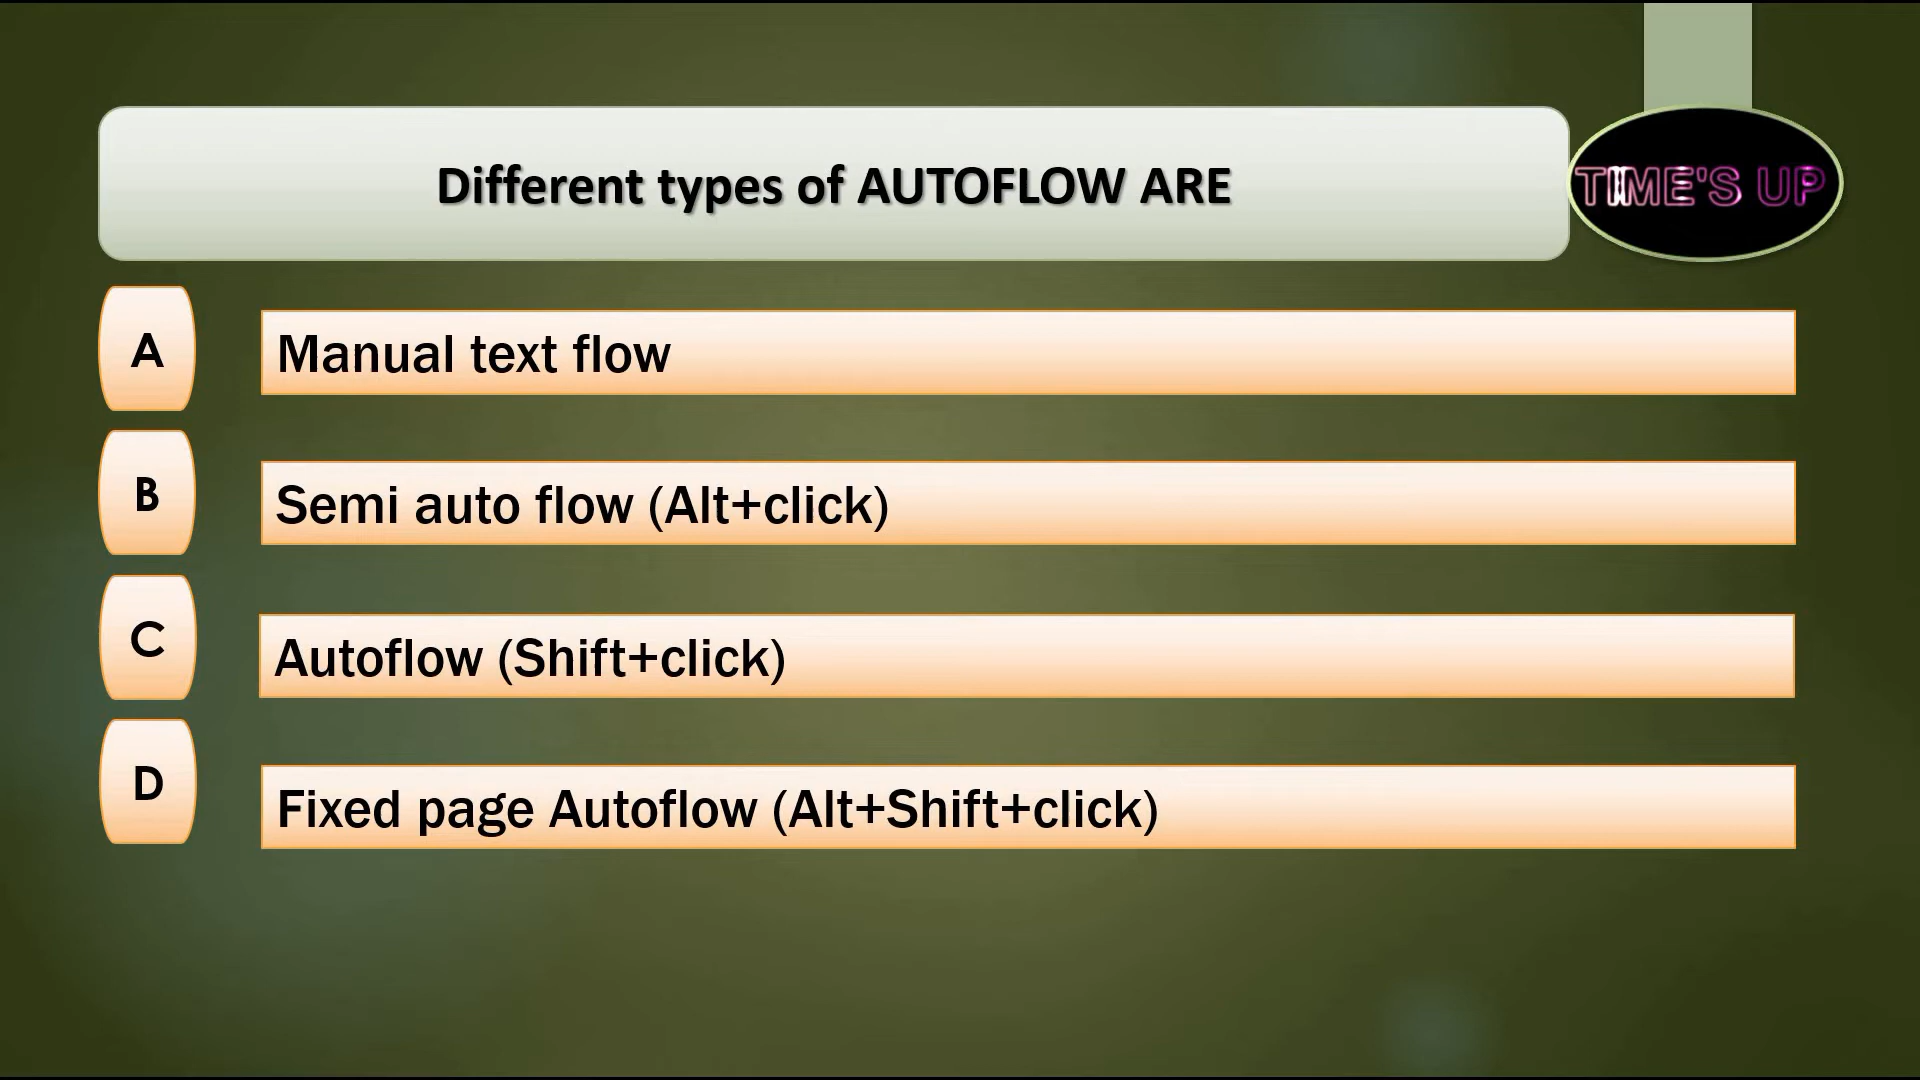 Different types of AUTOFLOW ARE
TIME'S UP
A
Manual text flow
B
Semi auto flow (Alt+click)
C
Autoflow (Shift+click)
D
Fixed page Autoflow (Alt+Shift+click)